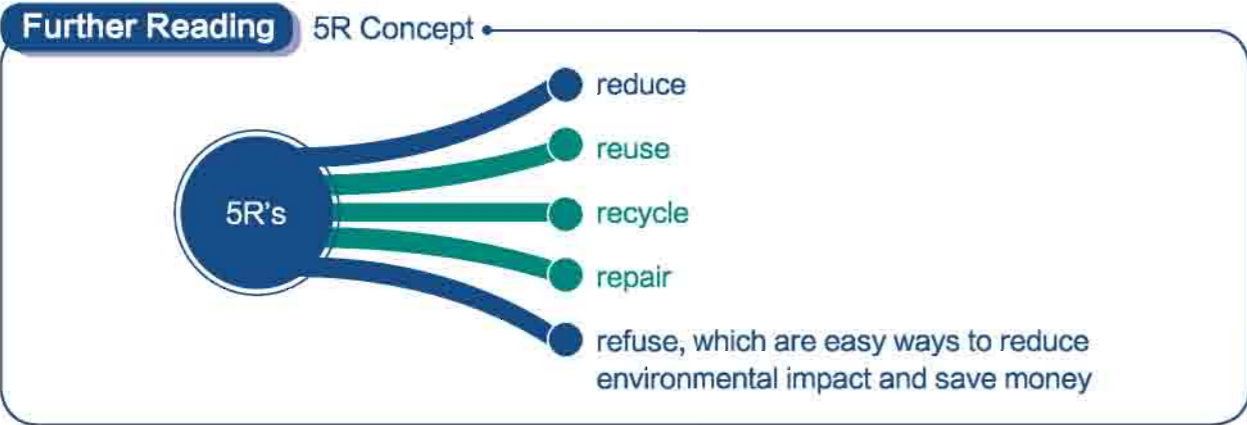 Further Reading 5R Concept
reduce
reuse
5R's
recycle
repair
refuse, which are easy ways to reduce
environmental impact and save money